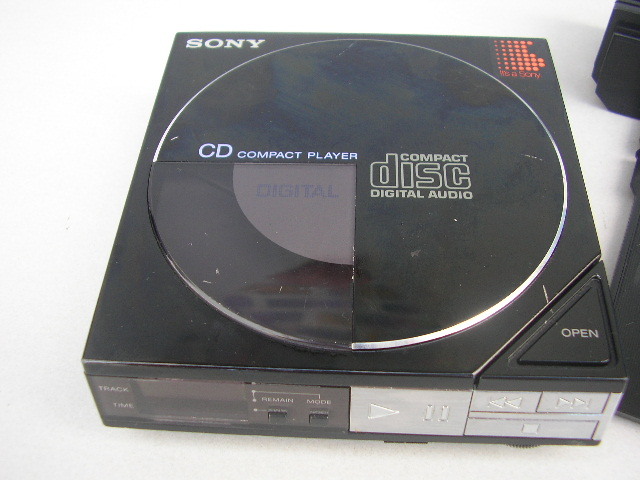 SONY
It's a Sony
CD COMPACT PLAYER
COMPACT
disc
DIGITAL AUDIO
DIGITAL
OPEN
TRACK
TIME
REMAIN MODE